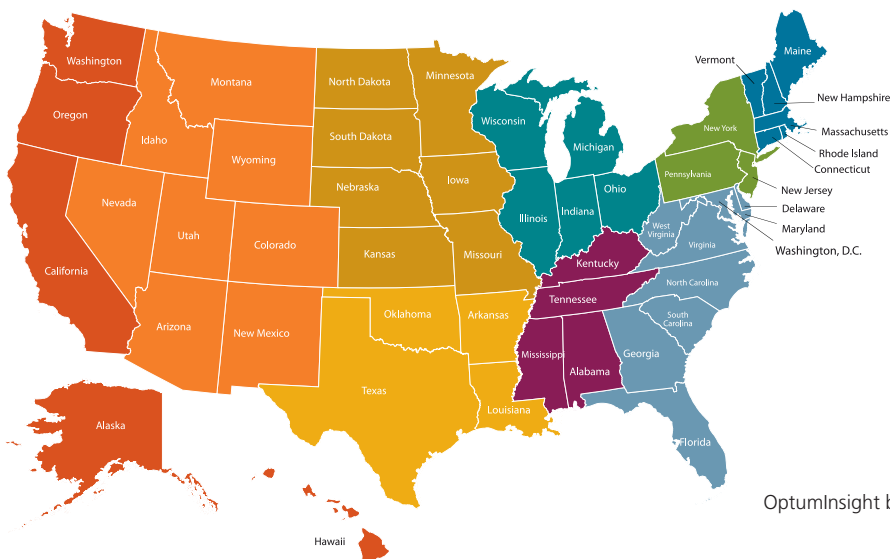 Washington
Oregon
California
Alaska
Hawaii
Montana
Idaho
Wyoming
Nevada
Utah
Colorado
Arizona
New Mexico
North Dakota
South Dakota
Nebraska
Kansas
Minnesota
Iowa
Missouri
Oklahoma
Arkansas
Texas
Louisiana
Wisconsin
Michigan
Illinois
Indiana
Ohio
Kentucky
Tennessee
Mississippi
Alabama
New York
Pennsylvania
West
Virginia
Virginia
North Carolina
South
Carolina
Georgia
Florida
Vermont
Maine
New Hampshire
Massachusetts
Rhode Island
Connecticut
New Jersey
Delaware
Maryland
Washington, D.C.
OptumInsight b